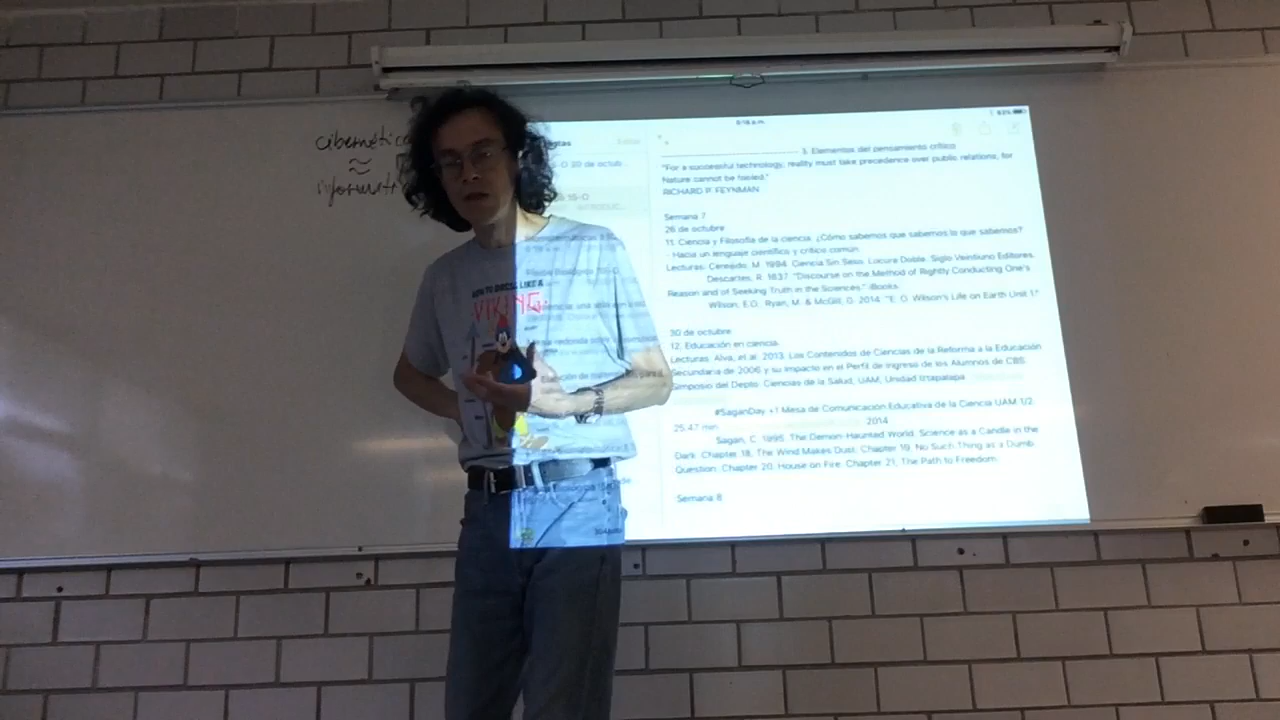 cibernética
≈
informáti
HOW TO DRESS LIKE A
VIKING:
3. Elementos del pensamiento crítico
"For a successful technology, reality must take precedence over public relations, for
Nature cannot be fooled."
RICHARD P. FEYNMAN
Semana 7
26 de octubre
11. Ciencia y Filosofía de la ciencia. ¿Cómo sabemos que sabemos lo que sabemos?
- Hacia un lenguaje científico y crítico común.
Lecturas: Cereijido, M. 1994. Ciencia Sin Seso. Locura Doble. Siglo Veintiuno Editores.
Descartes, R. 1637. "Discourse on the Method of Rightly Conducting One's
Reason and of Seeking Truth in the Sciences." iBooks.
Wilson, E.O., Ryan, M. & McGill, G. 2014. "E. O. Wilson's Life on Earth Unit 1."
30 de octubre
12. Educación en ciencia.
Lecturas: Alva, et al. 2013. Los Contenidos de Ciencias de la Reforma a la Educación
Secundaria de 2006 y su Impacto en el Perfil de Ingreso de los Alumnos de CBS.
Simposio del Depto. Ciencias de la Salud, UAM, Unidad Iztapalapa.
#SaganDay +1 Mesa de Comunicación Educativa de la Ciencia UAM 1/2.
25:47 min. 2014
Sagan, C. 1995. The Demon-Haunted World. Science as a Candle in the
Dark. Chapter 18, The Wind Makes Dust; Chapter 19, No Such Thing as a Dumb
Question; Chapter 20, House on Fire; Chapter 21, The Path to Freedom.
Semana 8